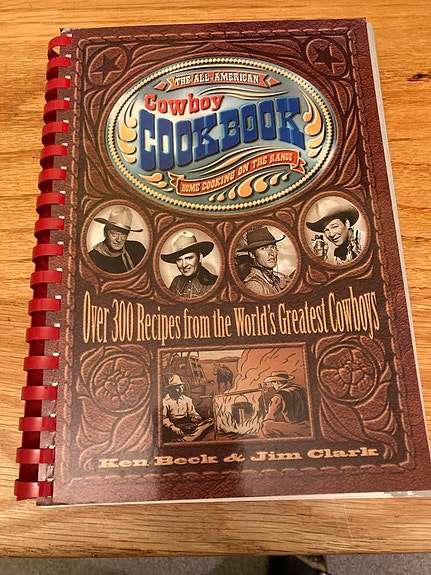 THE ALL-AMERICAN
Cowboy
COOKBOOK
HOME COOKING ON THE RANGE
Over 300 Recipes from the World's Greatest Cowboys
Ken Beck & Jim Clark